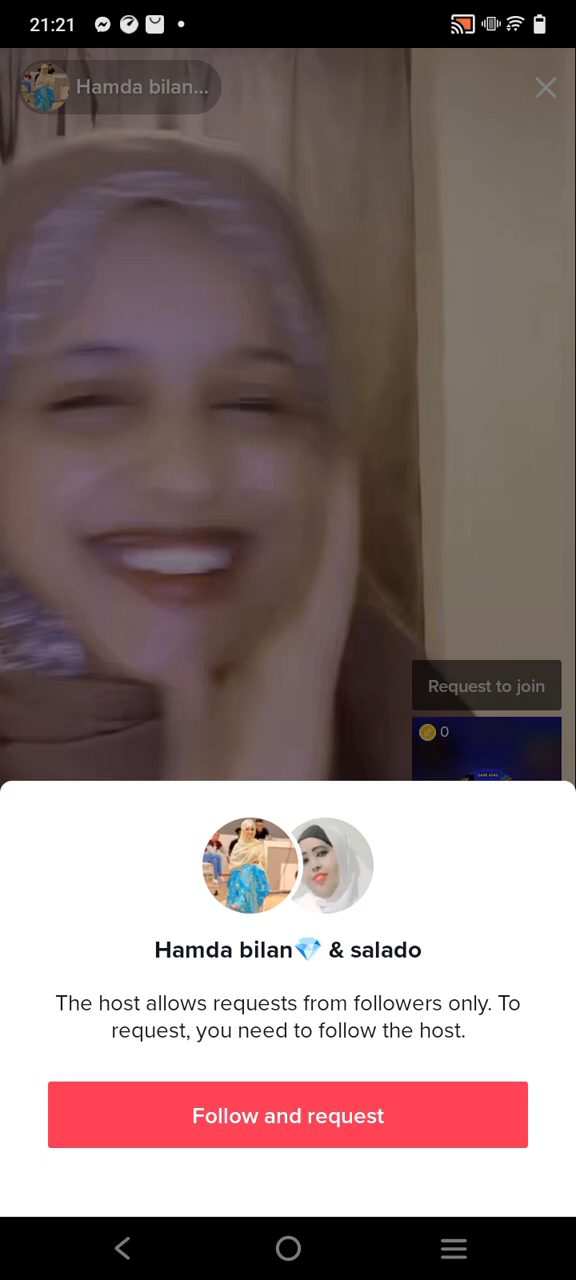 21:21
Hamda bilan...
Request to join
0
Hamda bilan💎 & salado
The host allows requests from followers only. To
request, you need to follow the host.
Follow and request